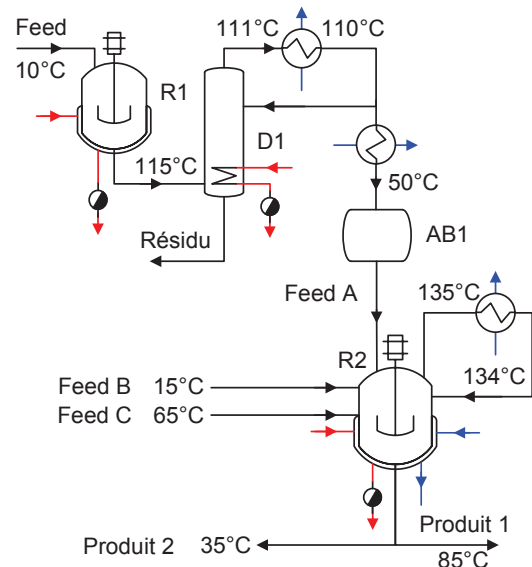 Feed
10°C
R1
111°C
110°C
D1
115°C
Résidu
50°C
AB1
Feed A
135°C
R2
134°C
Feed B 15°C
Feed C 65°C
Produit 1
Produit 2 35°C
85°C